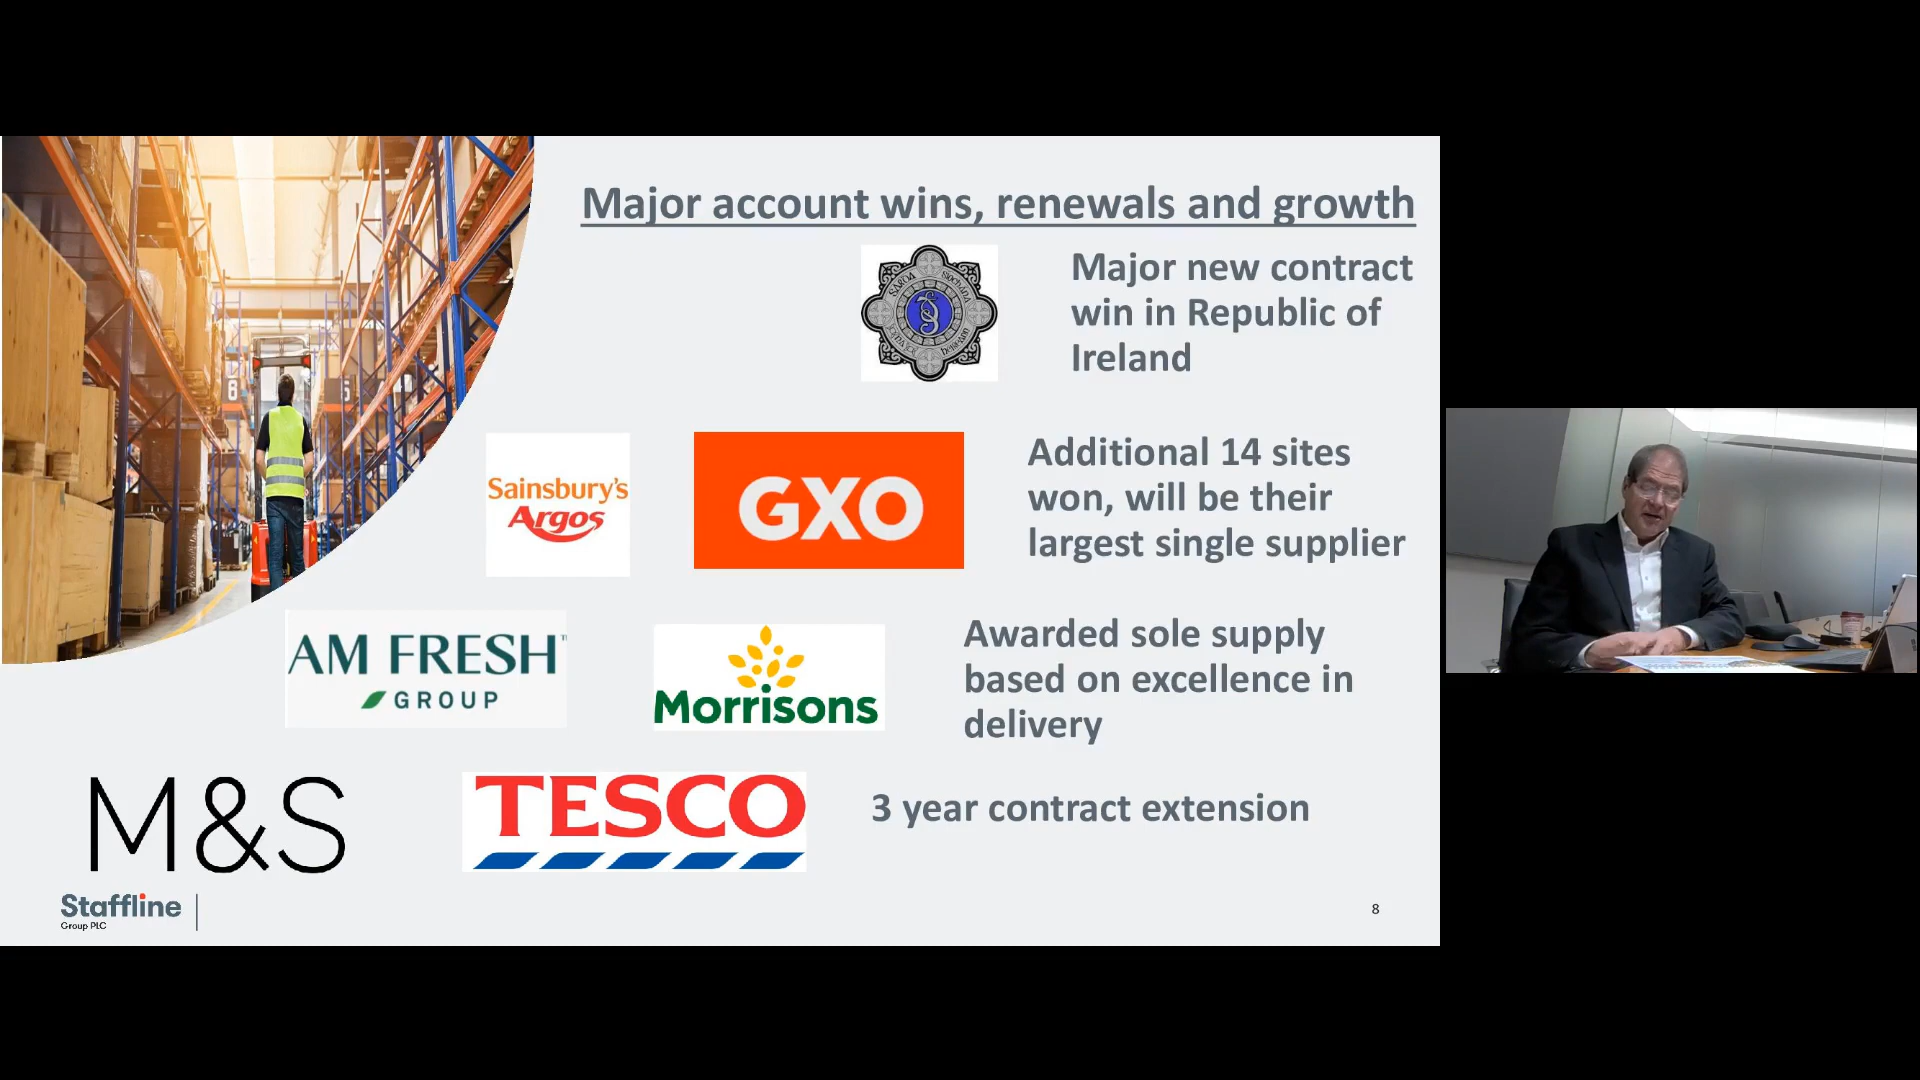 Major account wins, renewals and growth
Major new contract
win in Republic of
Ireland
Sainsbury's
Argos
GXO
Additional 14 sites
won, will be their
largest single supplier
AM FRESH
GROUP
Morrisons
Awarded sole supply
based on excellence in
delivery
M&S
TESCO
3 year contract extension
Staffline
Group PLC
8